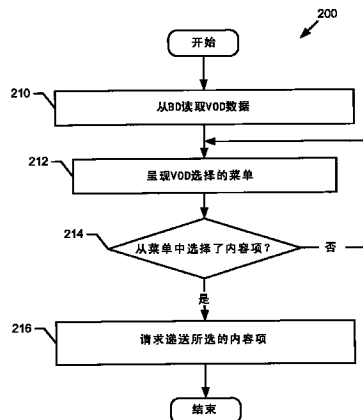 200
开始
210
从BD读取VOD数据
212
呈现VOD选择的菜单
214
从菜单中选择了内容项?
否
是
216
请求递送所选的内容项
结束